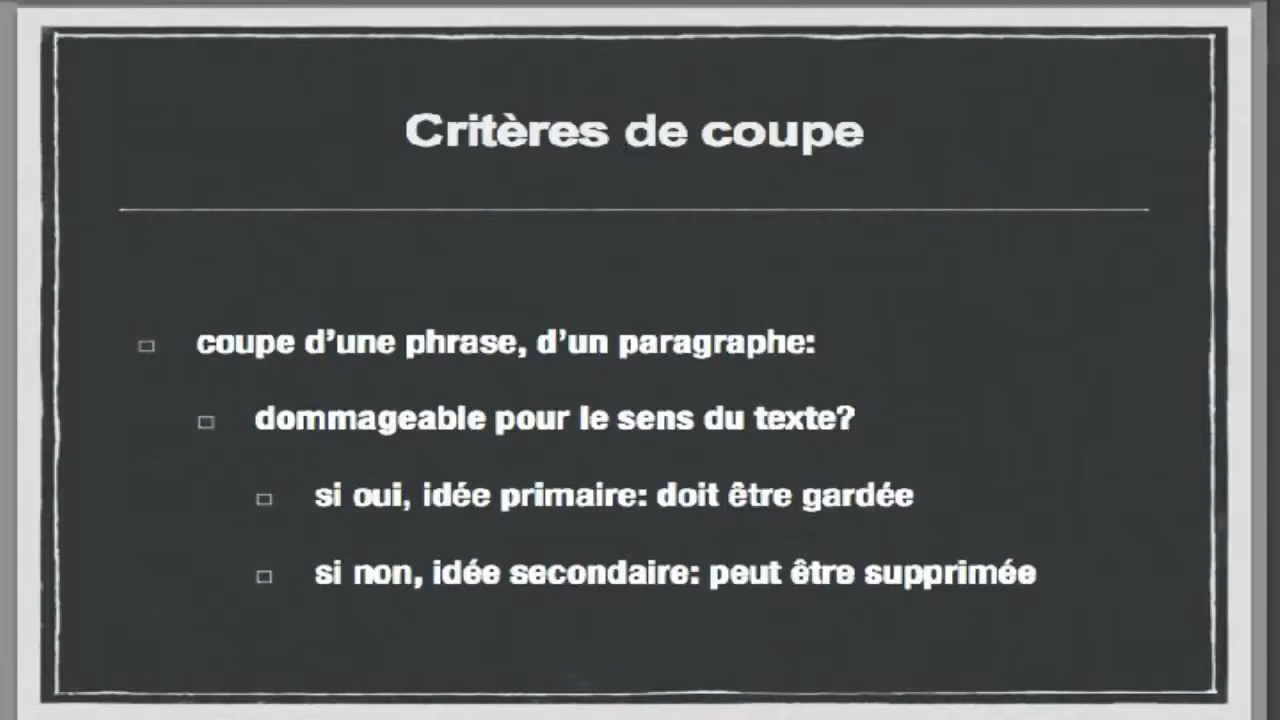 Critères de coupe
coupe d’une phrase, d’un paragraphe:
dommageable pour le sens du texte?
si oui, idée primaire: doit être gardée
si non, idée secondaire: peut être supprimée